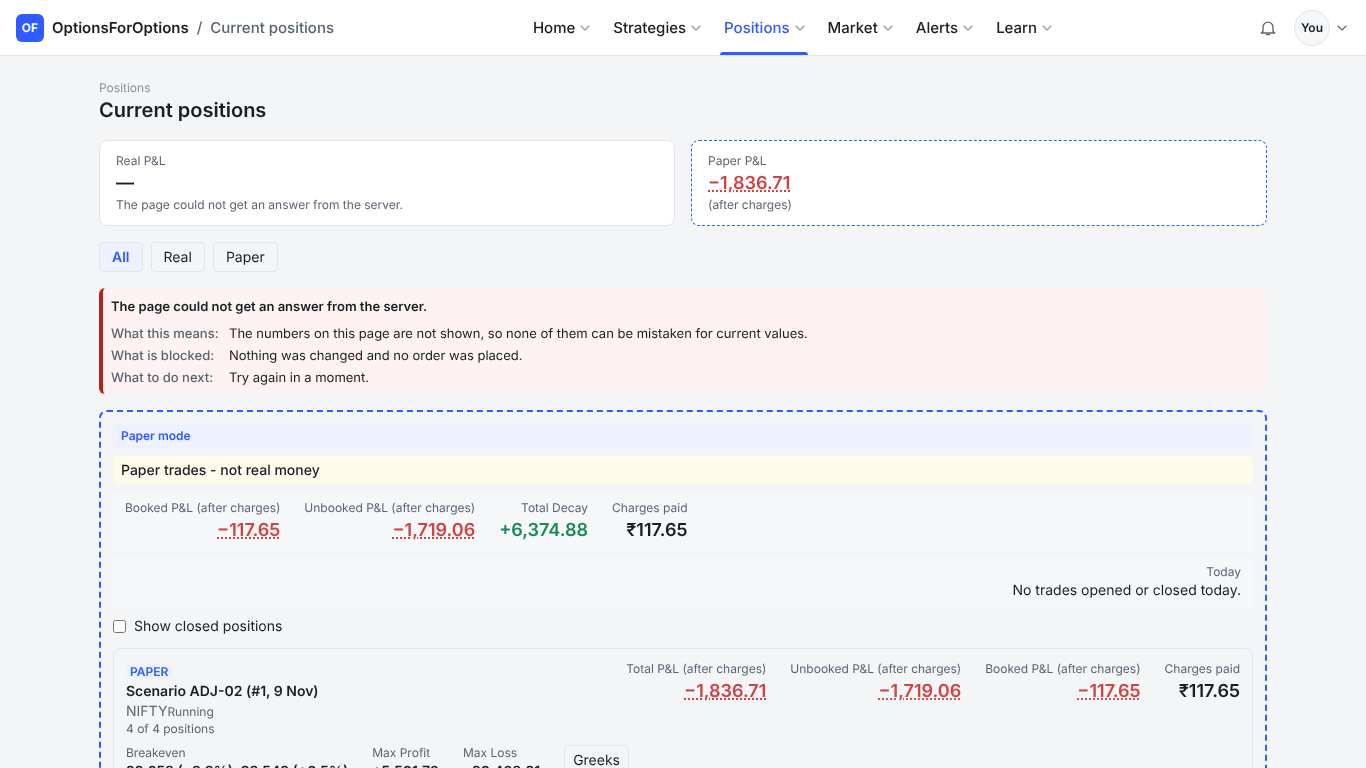 OF OptionsForOptions / Current positions Home Strategies Positions Market Alerts Learn You
Positions
Current positions
Real P&L
—
The page could not get an answer from the server.
Paper P&L
−1,836.71
(after charges)
All Real Paper
The page could not get an answer from the server.
What this means: The numbers on this page are not shown, so none of them can be mistaken for current values.
What is blocked: Nothing was changed and no order was placed.
What to do next: Try again in a moment.
Paper mode
Paper trades - not real money
Booked P&L (after charges) Unbooked P&L (after charges) Total Decay Charges paid
−117.65 −1,719.06 +6,374.88 ₹117.65
Today
No trades opened or closed today.
Show closed positions
PAPER Total P&L (after charges) Unbooked P&L (after charges) Booked P&L (after charges) Charges paid
Scenario ADJ-02 (#1, 9 Nov) −1,836.71 −1,719.06 −117.65 ₹117.65
NIFTYRunning
4 of 4 positions
Breakeven Max Profit Max Loss Greeks